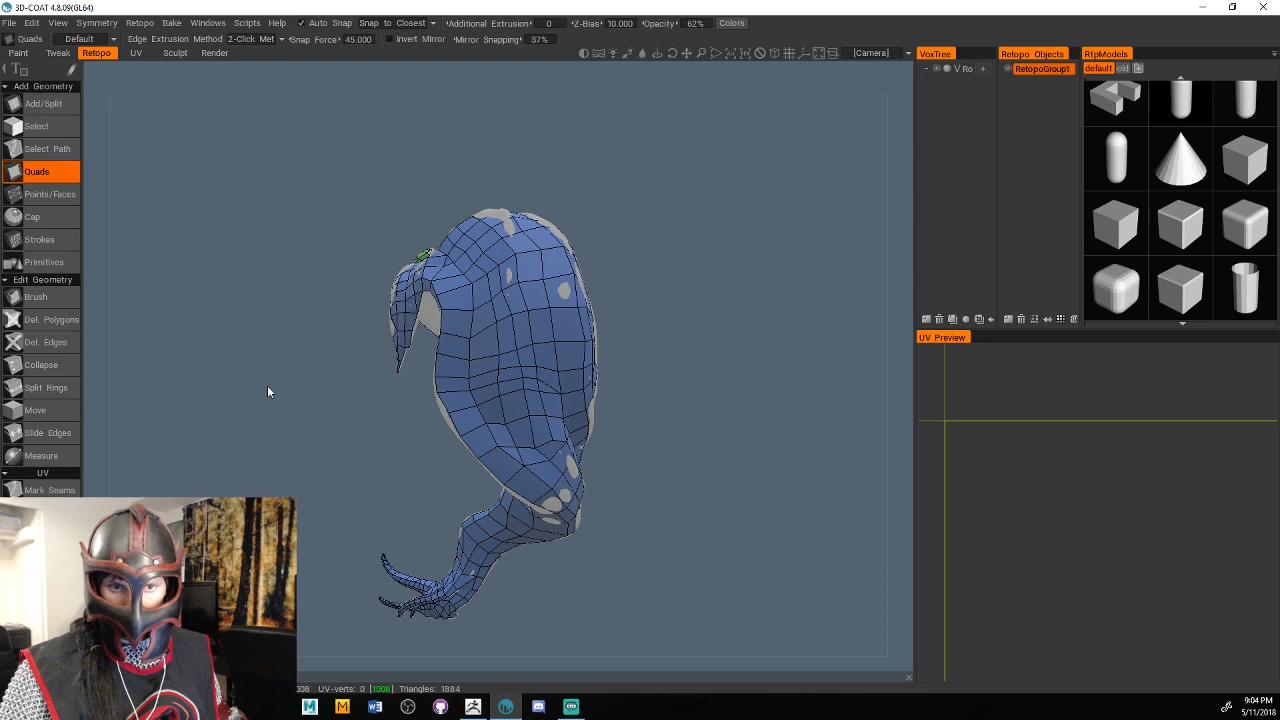 3D-COAT 4.8.09(GL64)
File Edit View Symmetry Retopo Bake Windows Scripts Help Auto Snap Snap to Closest Additional Extrusion 0 Z-Bias 10.000 Opacity 62% Colors
Quads Default Edge Extrusion Method 2-Click Met Snap Force 45.000 Invert Mirror Mirror Snapping 37%
Paint Tweak Retopo UV Sculpt Render [Camera] VoxTree Retopo Objects RtpModels
V Ro + RetopoGroup1 default old
Add Geometry
Add/Split
Select
Select Path
Quads
Points/Faces
Cap
Strokes
Primitives
Edit Geometry
Brush
Del. Polygons
Del. Edges
Collapse
Split Rings
Move
Slide Edges
Measure
UV
Mark Seams
UV Preview
008 UV-verts: 0 [1008] Triangles: 1884
9:04 PM
5/11/2018